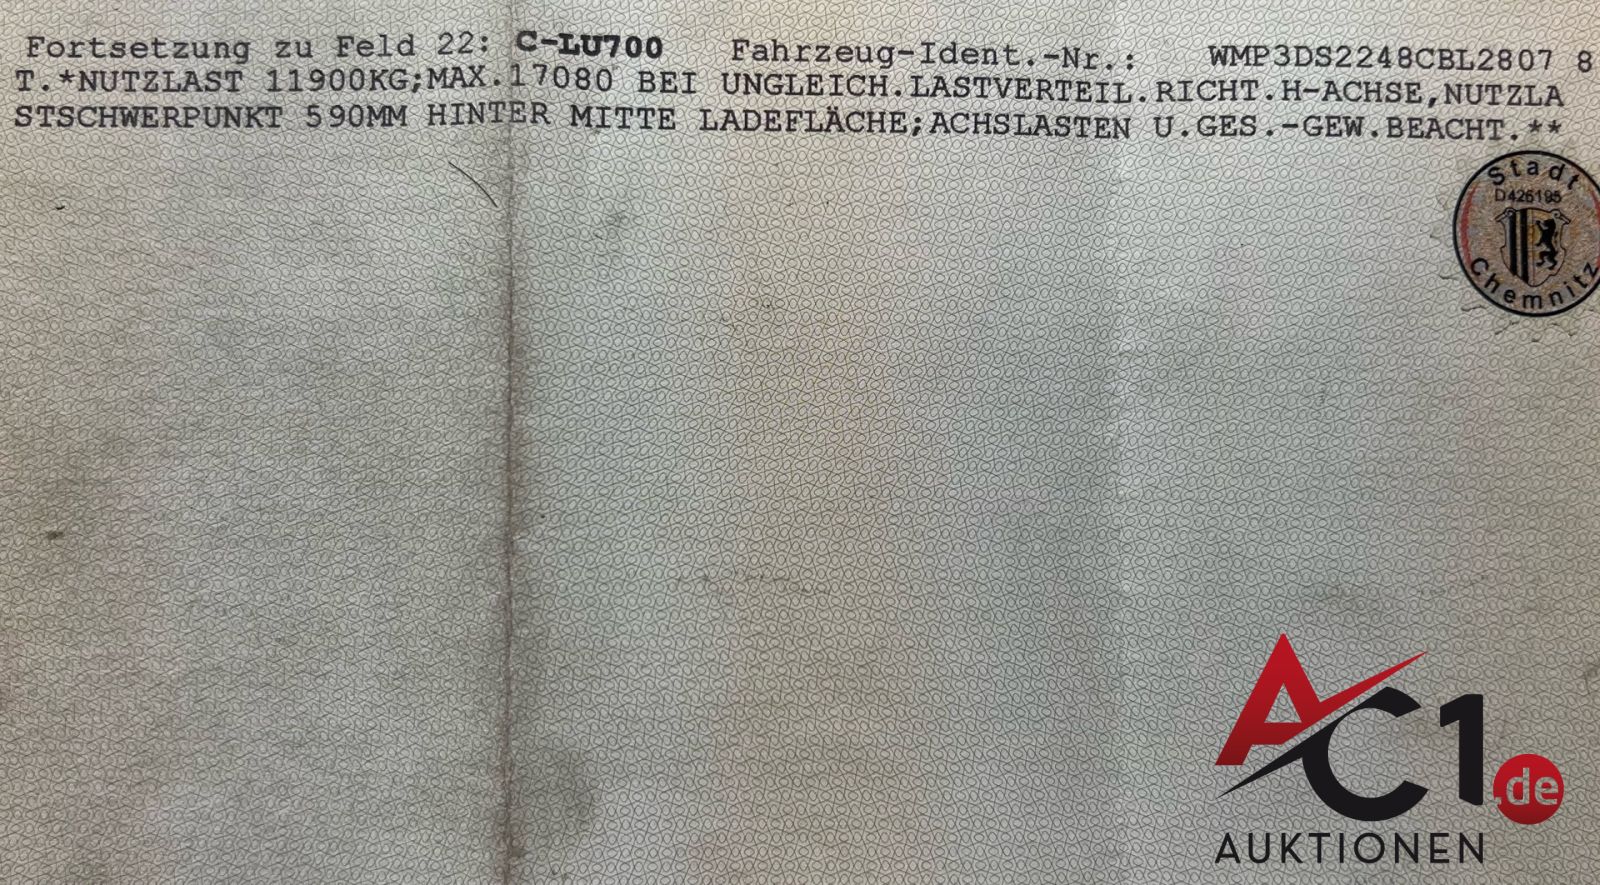 Fortsetzung zu Feld 22: C-LU700 Fahrzeug-Ident.-Nr.: WMP3DS2248CBL2807 8
T.*NUTZLAST 11900KG;MAX.17080 BEI UNGLEICH.LASTVERTEIL.RICHT.H-ACHSE,NUTZLA
STSCHWERPUNKT 590MM HINTER MITTE LADEFLÄCHE;ACHSLASTEN U.GES.-GEW.BEACHT.**
Stadt
D426195
Chemnitz
AC1.de
AUKTIONEN